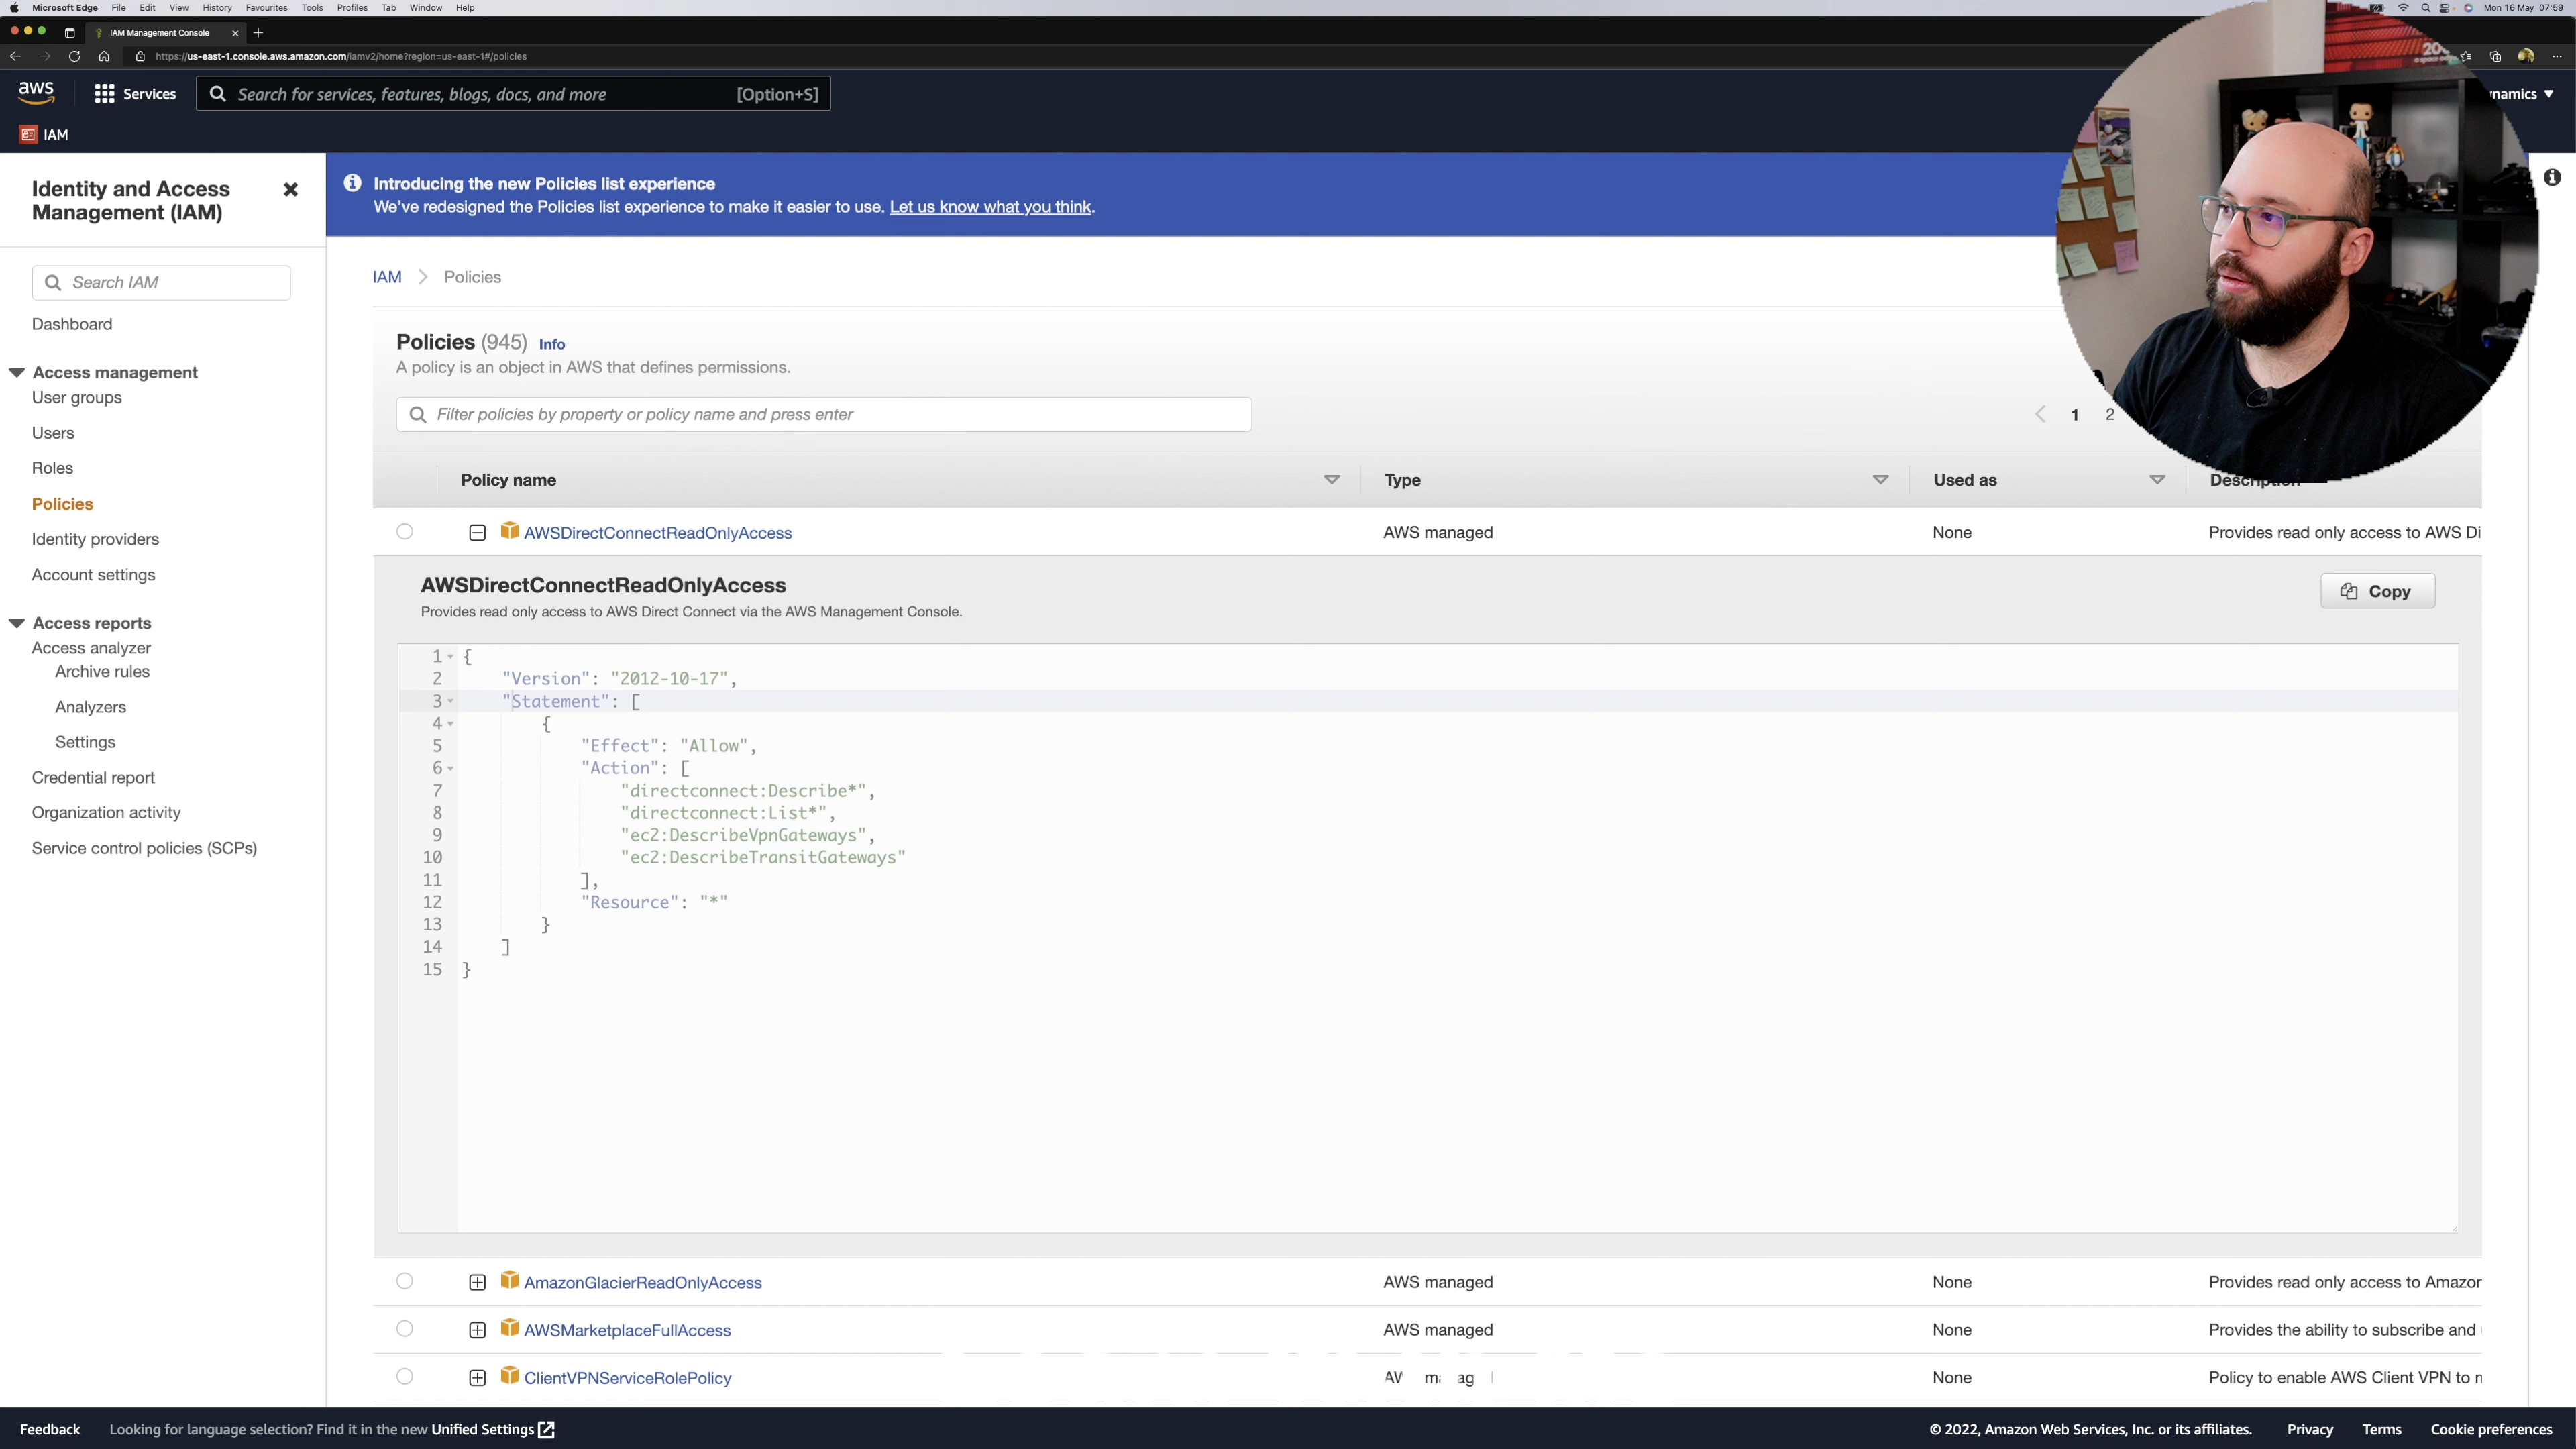 Microsoft Edge File Edit View History Favourites Tools Profiles Tab Window Help
Mon 16 May 07:59
IAM Management Console
https://us-east-1.console.aws.amazon.com/iamv2/home?region=us-east-1#/policies
aws Services Search for services, features, blogs, docs, and more [Option+S]
IAM
Identity and Access
Management (IAM)
Search IAM
Dashboard
Access management
User groups
Users
Roles
Policies
Identity providers
Account settings
Access reports
Access analyzer
Archive rules
Analyzers
Settings
Credential report
Organization activity
Service control policies (SCPs)
Introducing the new Policies list experience
We've redesigned the Policies list experience to make it easier to use. Let us know what you think.
IAM Policies
Policies (945) Info
A policy is an object in AWS that defines permissions.
Filter policies by property or policy name and press enter
1 2
Policy name Type Used as Description
AWSDirectConnectReadOnlyAccess AWS managed None Provides read only access to AWS Di
AWSDirectConnectReadOnlyAccess
Provides read only access to AWS Direct Connect via the AWS Management Console.
Copy
1 {
2 "Version": "2012-10-17",
3 "Statement": [
4 {
5 "Effect": "Allow",
6 "Action": [
7 "directconnect:Describe*",
8 "directconnect:List*",
9 "ec2:DescribeVpnGateways",
10 "ec2:DescribeTransitGateways"
11 ],
12 "Resource": "*"
13 }
14 ]
15 }
AmazonGlacierReadOnlyAccess AWS managed None Provides read only access to Amazon
AWSMarketplaceFullAccess AWS managed None Provides the ability to subscribe and
ClientVPNServiceRolePolicy None Policy to enable AWS Client VPN to
Feedback Looking for language selection? Find it in the new Unified Settings
© 2022, Amazon Web Services, Inc. or its affiliates. Privacy Terms Cookie preferences